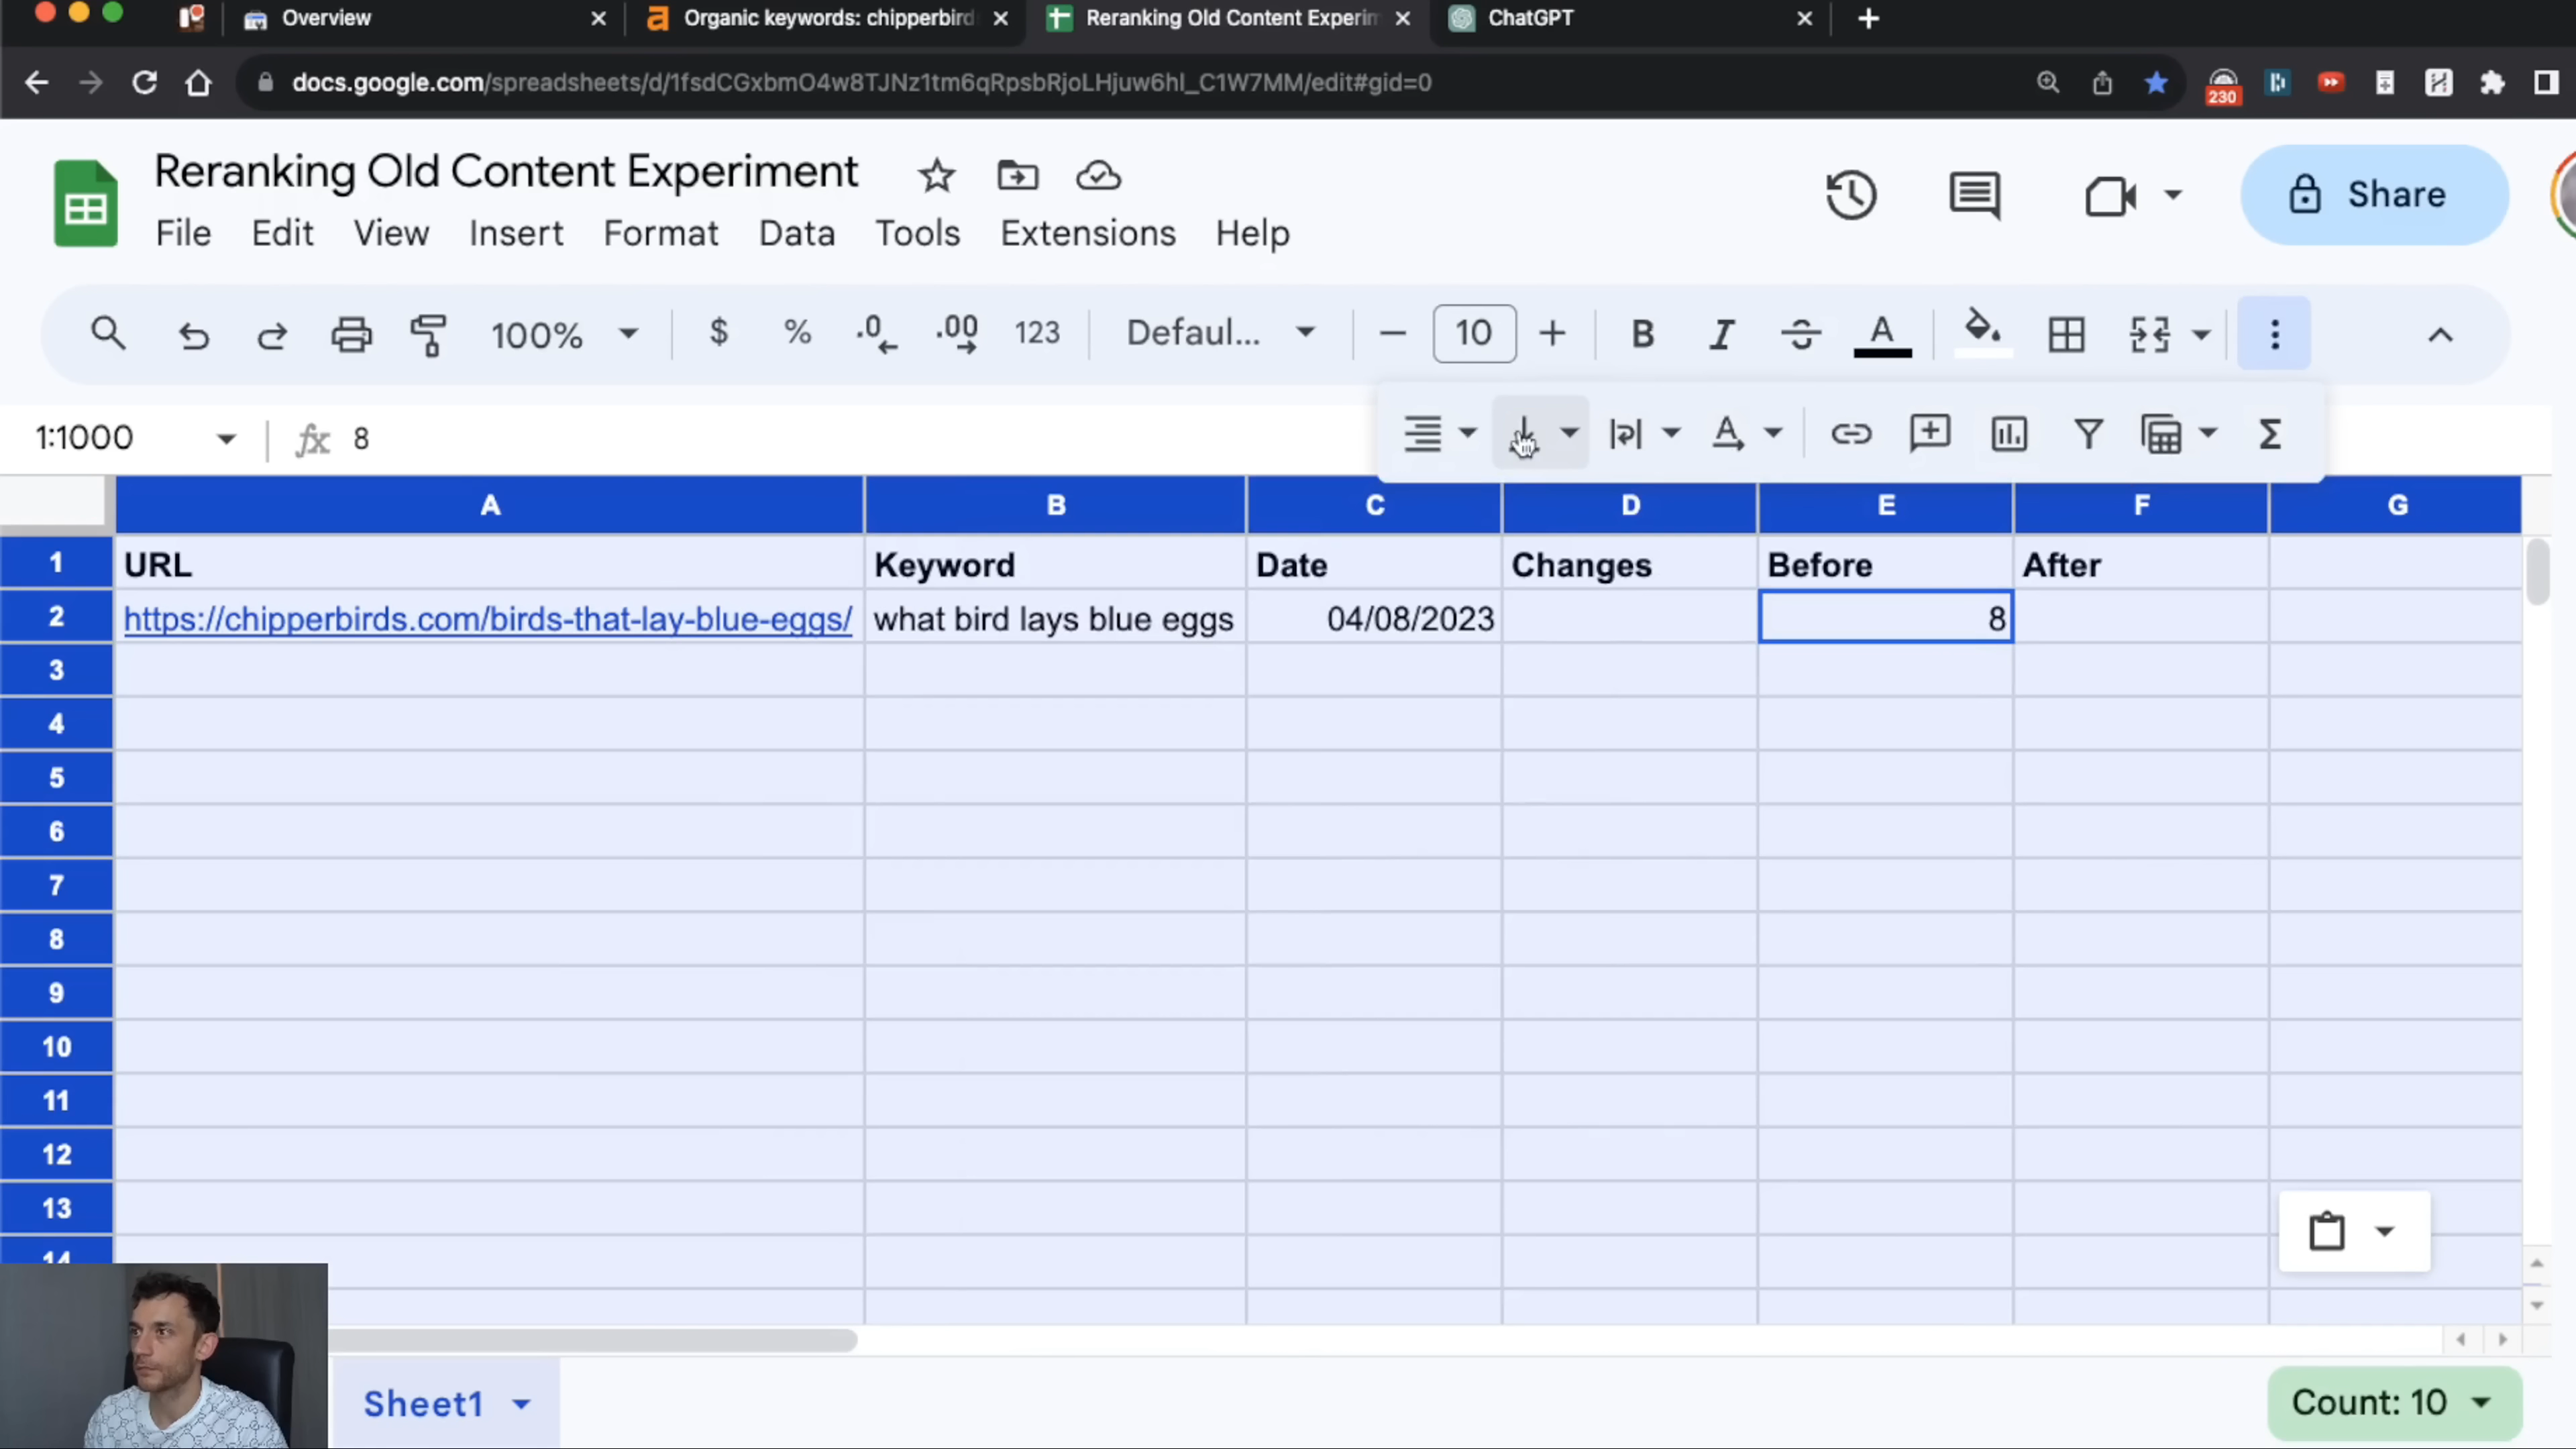 Overview
Organic keywords: chipperbird
Reranking Old Content Experim
ChatGPT
docs.google.com/spreadsheets/d/1fsdCGxbmO4w8TJNz1tm6qRpsbRjoLHjuw6hl_C1W7MM/edit#gid=0
230
Reranking Old Content Experiment
File Edit View Insert Format Data Tools Extensions Help
Share
100% $ % .0 .00 123 Defaul... 10 B I A
1:1000 fx 8
A B C D E F G
1 URL Keyword Date Changes Before After
2 https://chipperbirds.com/birds-that-lay-blue-eggs/ what bird lays blue eggs 04/08/2023 8
3
4
5
6
7
8
9
10
11
12
13
14
Sheet1
Count: 10